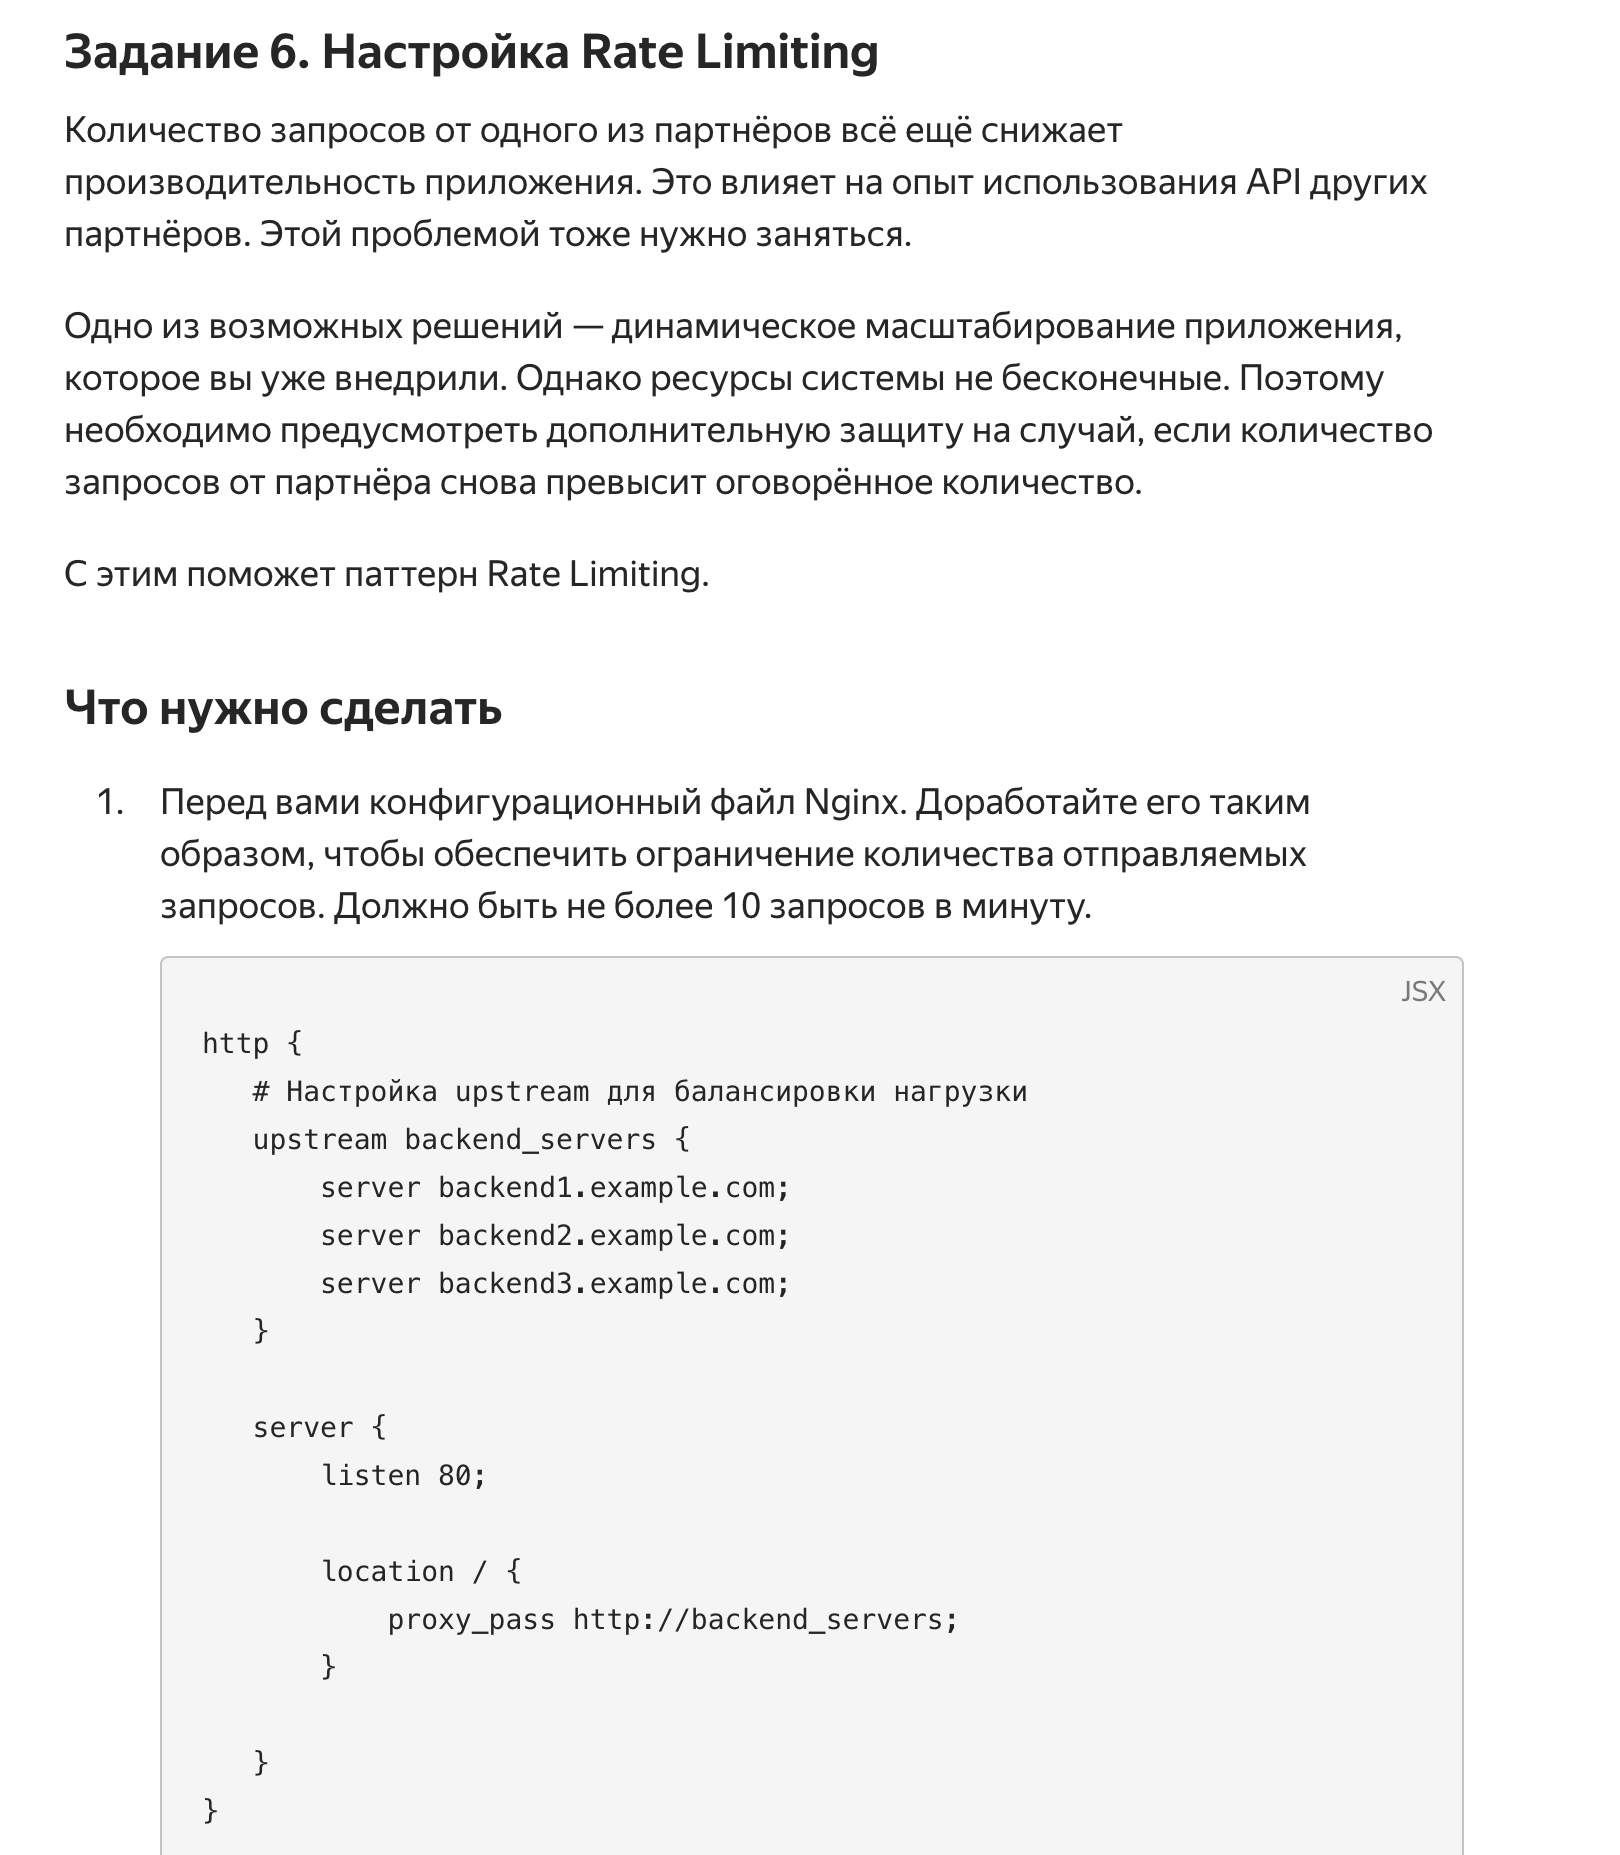 Задание 6. Настройка Rate Limiting
Количество запросов от одного из партнёров всё ещё снижает
производительность приложения. Это влияет на опыт использования API других
партнёров. Этой проблемой тоже нужно заняться.
Одно из возможных решений — динамическое масштабирование приложения,
которое вы уже внедрили. Однако ресурсы системы не бесконечные. Поэтому
необходимо предусмотреть дополнительную защиту на случай, если количество
запросов от партнёра снова превысит оговорённое количество.
С этим поможет паттерн Rate Limiting.
Что нужно сделать
1. Перед вами конфигурационный файл Nginx. Доработайте его таким
образом, чтобы обеспечить ограничение количества отправляемых
запросов. Должно быть не более 10 запросов в минуту.
JSX
http {
   # Настройка upstream для балансировки нагрузки
   upstream backend_servers {
       server backend1.example.com;
       server backend2.example.com;
       server backend3.example.com;
   }
   server {
       listen 80;
       location / {
           proxy_pass http://backend_servers;
       }
   }
}